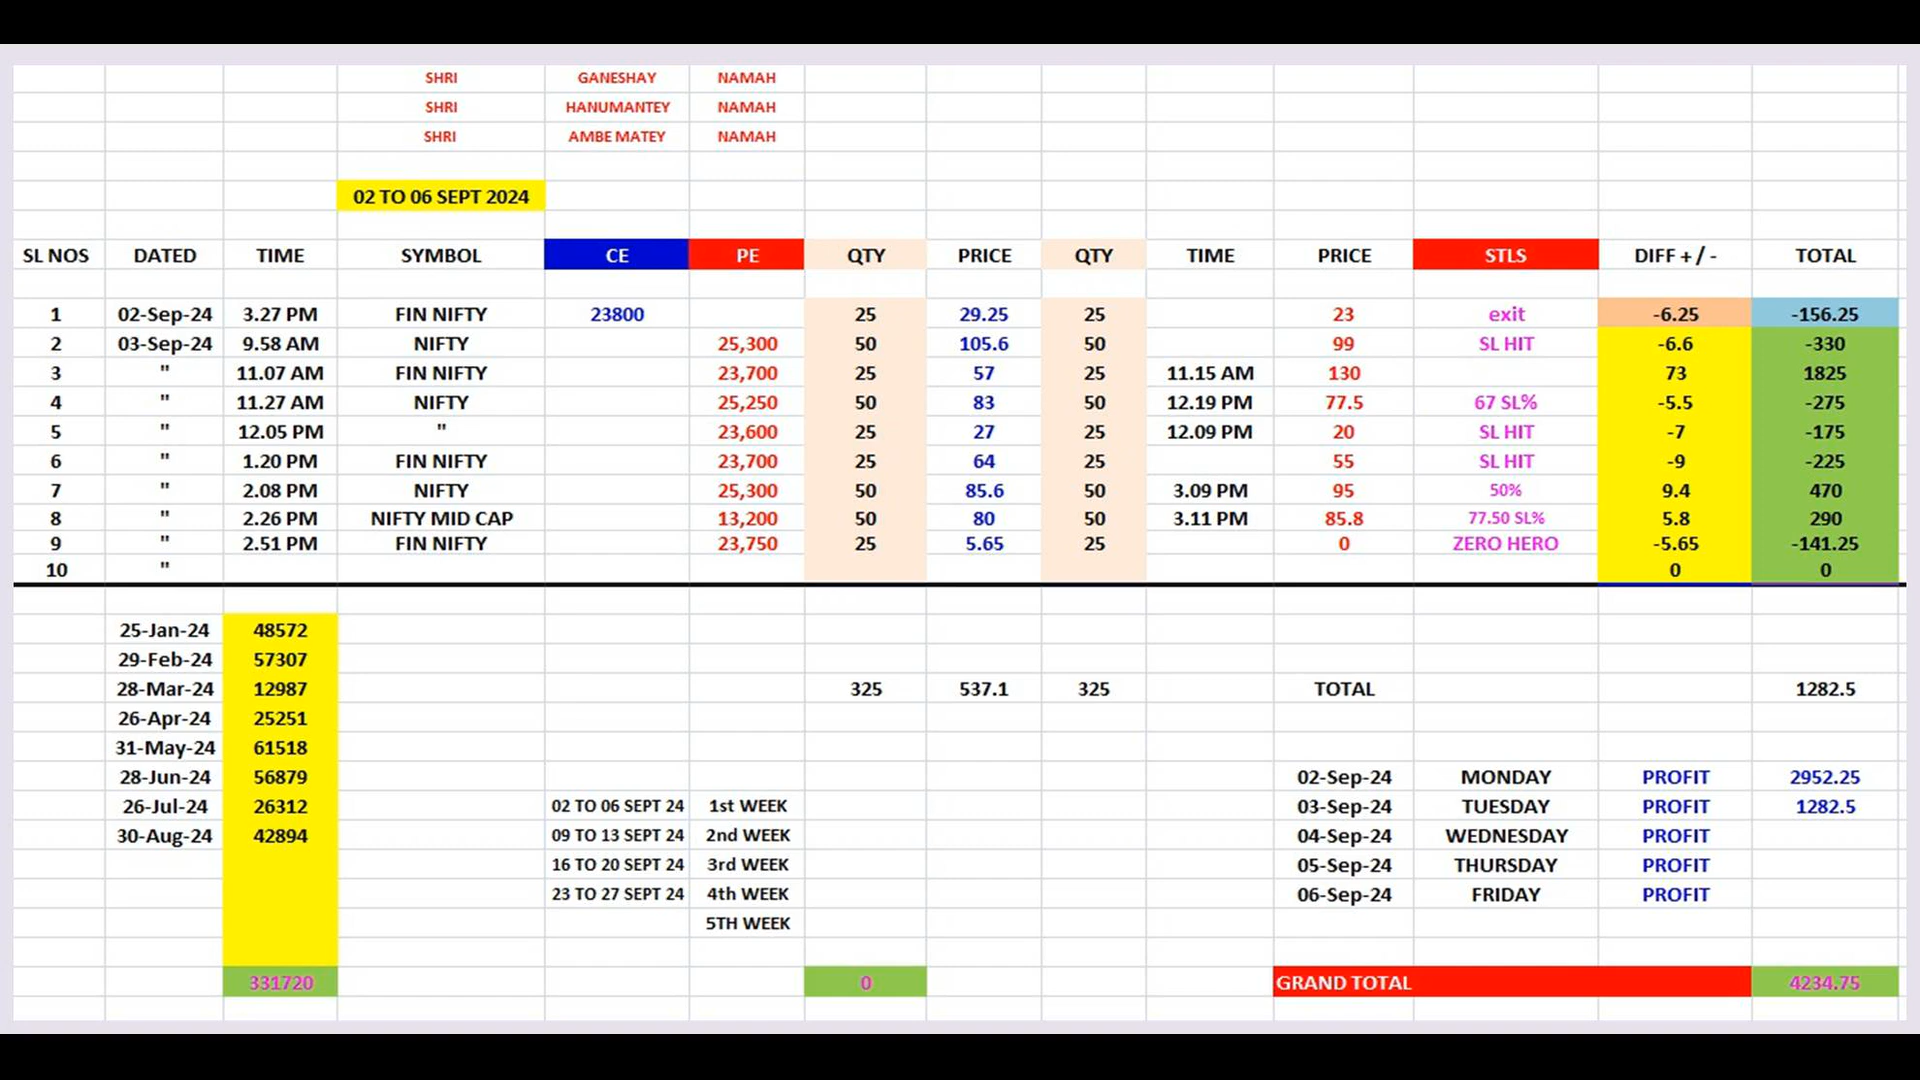 SHRI GANESHAY NAMAH
SHRI HANUMANTEY NAMAH
SHRI AMBE MATEY NAMAH
02 TO 06 SEPT 2024
SL NOS DATED TIME SYMBOL CE PE QTY PRICE QTY TIME PRICE STLS DIFF + / - TOTAL
1 02-Sep-24 3.27 PM FIN NIFTY 23800 25 29.25 25 23 exit -6.25 -156.25
2 03-Sep-24 9.58 AM NIFTY 25,300 50 105.6 50 99 SL HIT -6.6 -330
3 " 11.07 AM FIN NIFTY 23,700 25 57 25 11.15 AM 130 73 1825
4 " 11.27 AM NIFTY 25,250 50 83 50 12.19 PM 77.5 67 SL% -5.5 -275
5 " 12.05 PM " 23,600 25 27 25 12.09 PM 20 SL HIT -7 -175
6 " 1.20 PM FIN NIFTY 23,700 25 64 25 55 SL HIT -9 -225
7 " 2.08 PM NIFTY 25,300 50 85.6 50 3.09 PM 95 50% 9.4 470
8 " 2.26 PM NIFTY MID CAP 13,200 50 80 50 3.11 PM 85.8 77.50 SL% 5.8 290
9 " 2.51 PM FIN NIFTY 23,750 25 5.65 25 0 ZERO HERO -5.65 -141.25
10 " 0 0
25-Jan-24 48572
29-Feb-24 57307
28-Mar-24 12987 325 537.1 325 TOTAL 1282.5
26-Apr-24 25251
31-May-24 61518
28-Jun-24 56879 02-Sep-24 MONDAY PROFIT 2952.25
26-Jul-24 26312 02 TO 06 SEPT 24 1st WEEK 03-Sep-24 TUESDAY PROFIT 1282.5
30-Aug-24 42894 09 TO 13 SEPT 24 2nd WEEK 04-Sep-24 WEDNESDAY PROFIT
16 TO 20 SEPT 24 3rd WEEK 05-Sep-24 THURSDAY PROFIT
23 TO 27 SEPT 24 4th WEEK 06-Sep-24 FRIDAY PROFIT
5TH WEEK
331720 0 GRAND TOTAL 4234.75